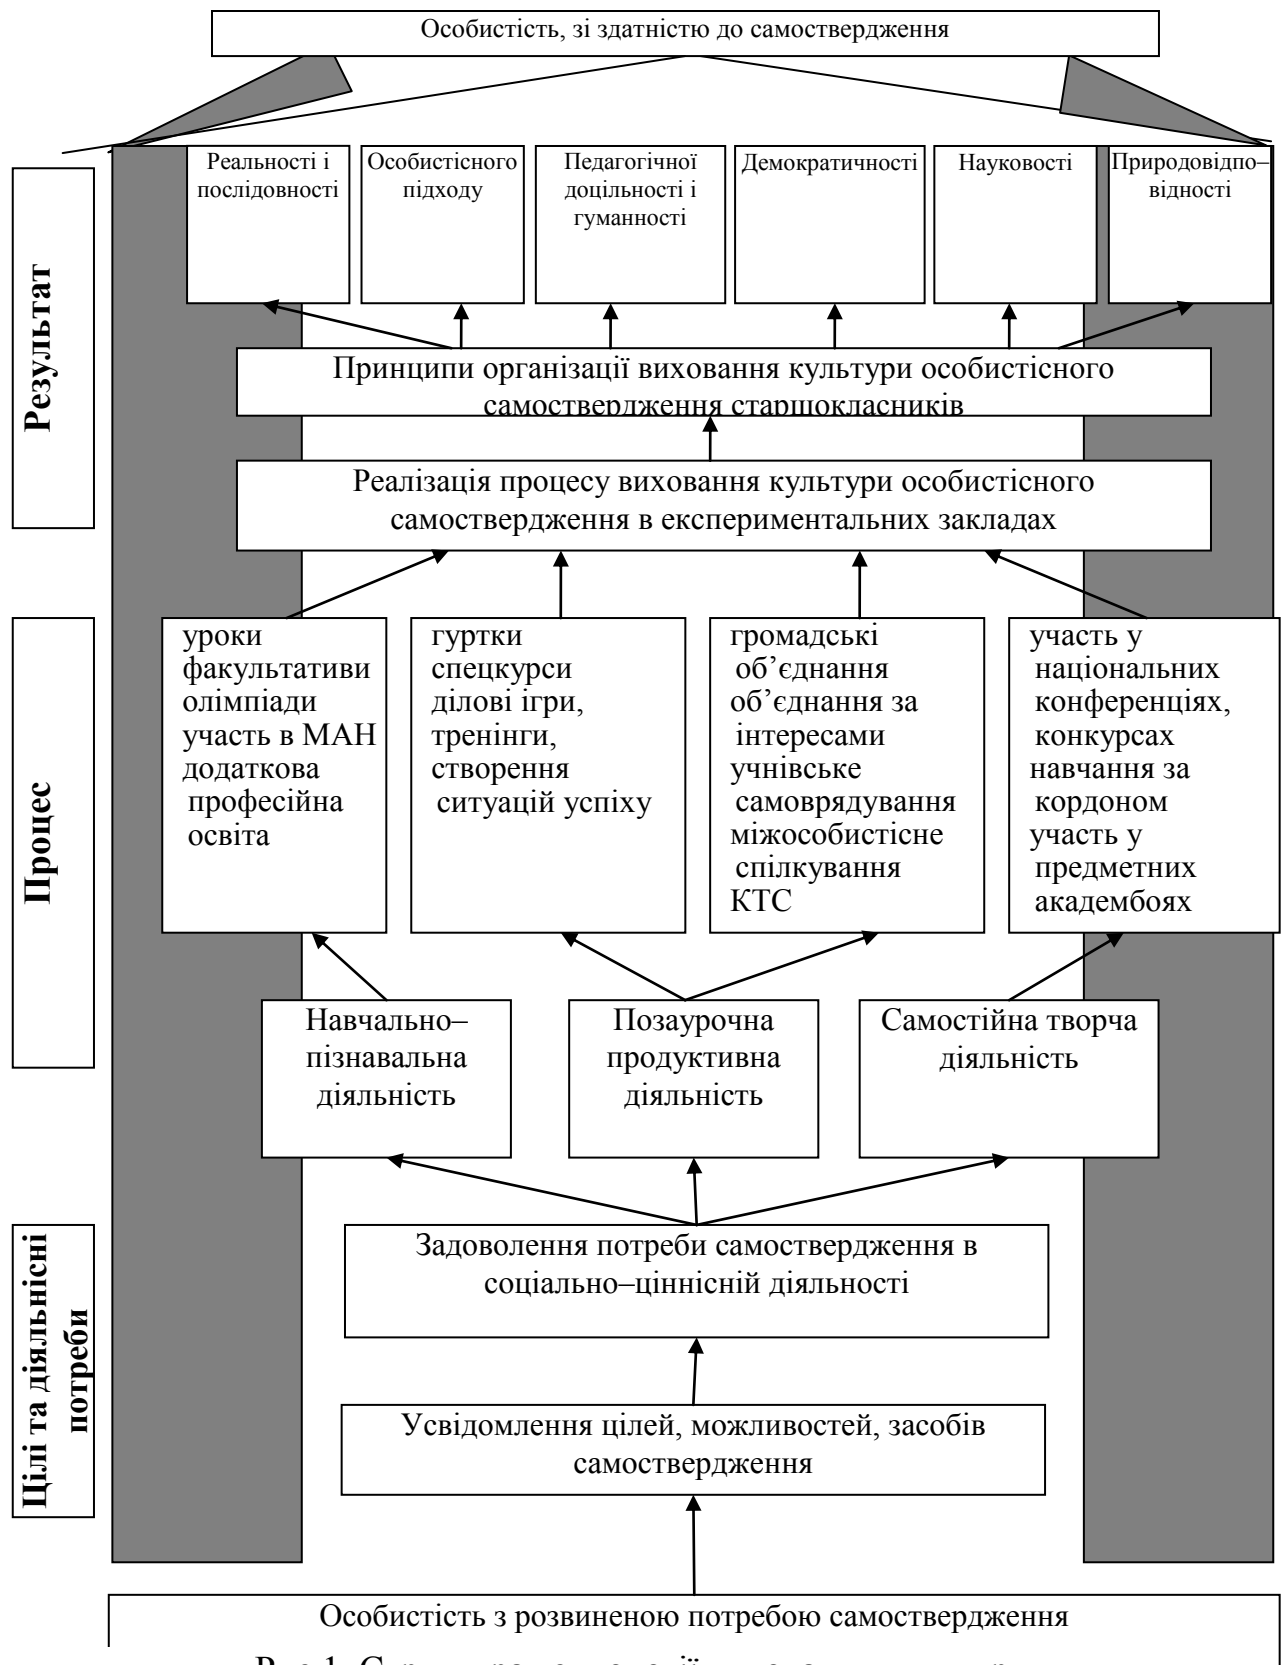 Особистість, зі здатністю до самоствердження
Реальності і
послідовності
Особистісного
підходу
Педагогічної
доцільності і
гуманності
Демократичності
Науковості
Природовідпо–
відності
Результат
Принципи організації виховання культури особистісного
самоствердження старшокласників
Реалізація процесу виховання культури особистісного
самоствердження в експериментальних закладах
Процес
уроки
факультативи
олімпіади
участь в МАН
додаткова
професійна
освіта
гуртки
спецкурси
ділові ігри,
тренінги,
створення
ситуацій успіху
громадські
об’єднання
об’єднання за
інтересами
учнівське
самоврядування
міжособистісне
спілкування
КТС
участь у
національних
конференціях,
конкурсах
навчання за
кордоном
участь у
предметних
академбоях
Навчально–
пізнавальна
діяльність
Позаурочна
продуктивна
діяльність
Самостійна творча
діяльність
Цілі та діяльнісні
потреби
Задоволення потреби самоствердження в
соціально–ціннісній діяльності
Усвідомлення цілей, можливостей, засобів
самоствердження
Особистість з розвиненою потребою самоствердження